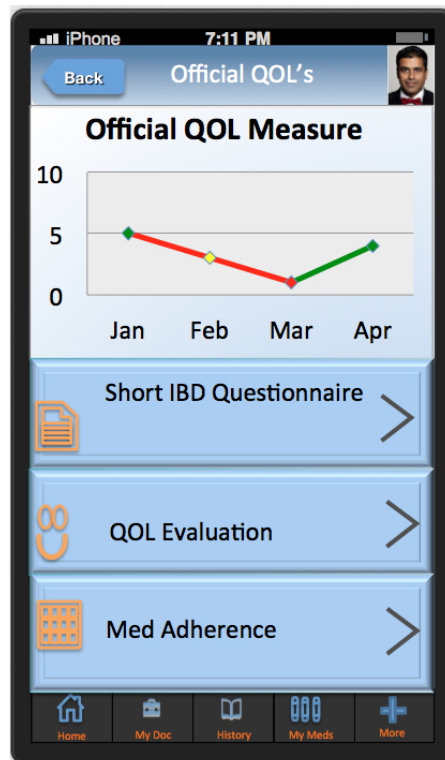 iPhone 7:11 PM
Back Official QOL's
Official QOL Measure
10
5
0
Jan Feb Mar Apr
Short IBD Questionnaire
QOL Evaluation
Med Adherence
Home My Doc History My Meds More